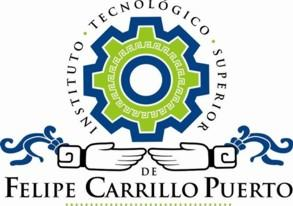 INSTITUTO · TECNOLÓGICO · SUPERIOR
DE
FELIPE CARRILLO PUERTO